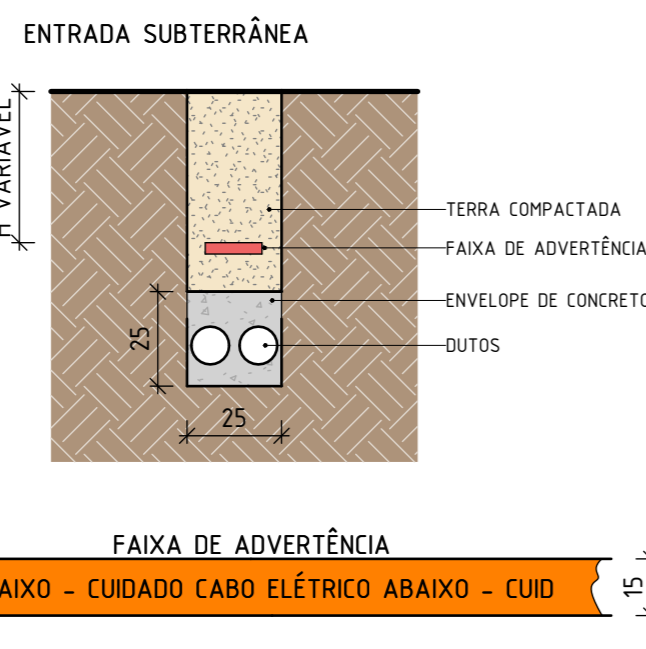 ENTRADA SUBTERRÂNEA
H VARIÁVEL
TERRA COMPACTADA
FAIXA DE ADVERTÊNCIA
ENVELOPE DE CONCRETO
DUTOS
25
25
FAIXA DE ADVERTÊNCIA
AIXO - CUIDADO CABO ELÉTRICO ABAIXO - CUID
15